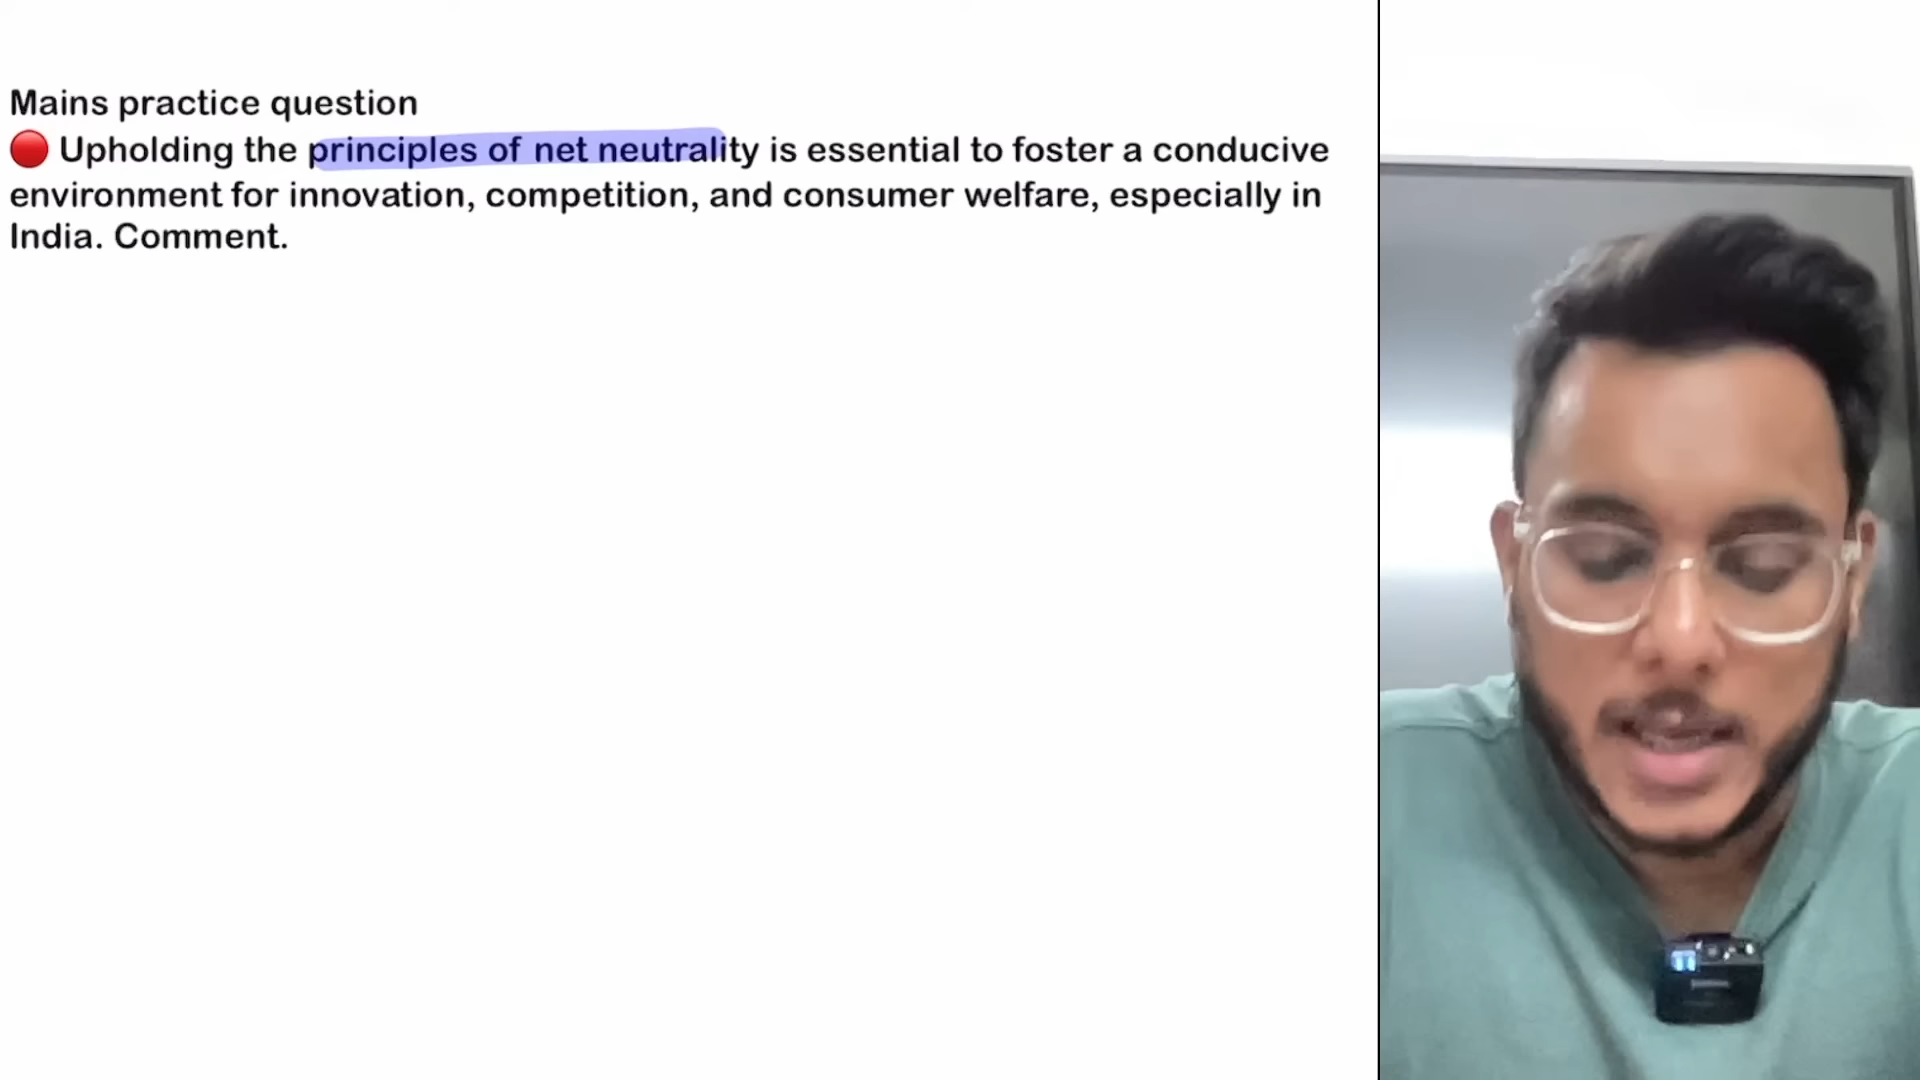 Mains practice question
🔴 Upholding the principles of net neutrality is essential to foster a conducive
environment for innovation, competition, and consumer welfare, especially in
India. Comment.